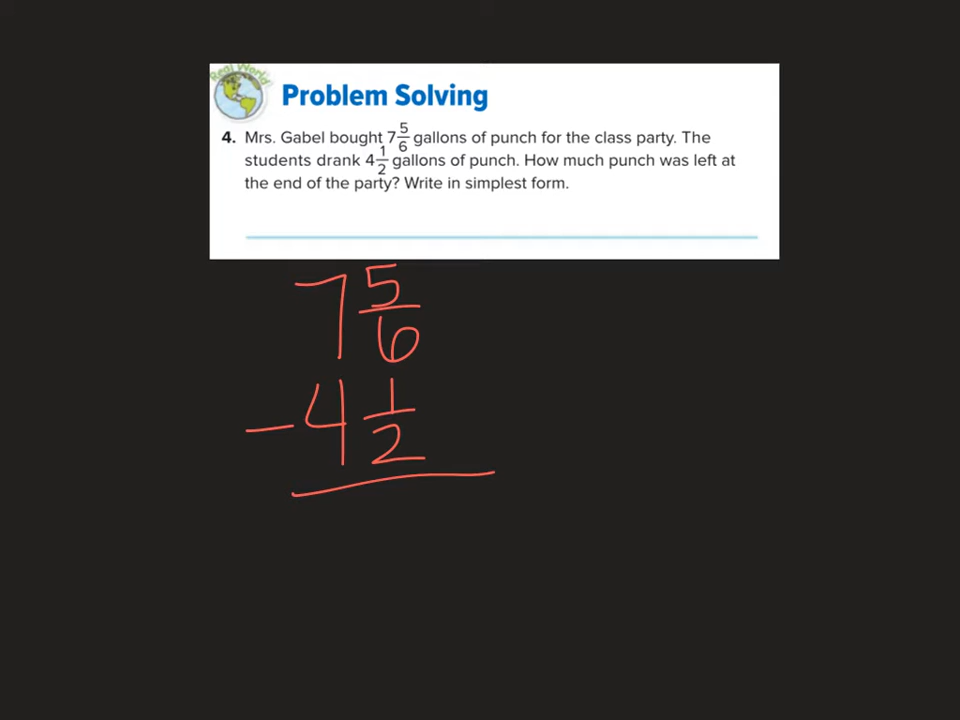 Real World
Problem Solving
4. Mrs. Gabel bought 7 5/6 gallons of punch for the class party. The
students drank 4 1/2 gallons of punch. How much punch was left at
the end of the party? Write in simplest form.
7 5/6
- 4 1/2